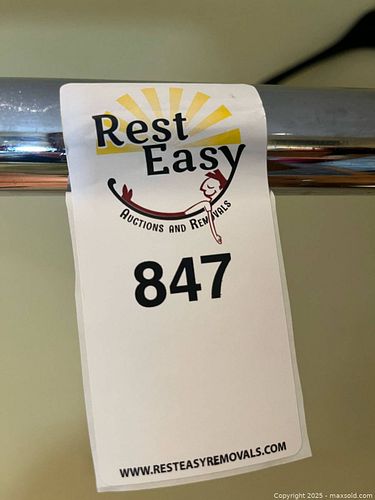 Rest
Easy
AUCTIONS AND REMOVALS
847
WWW.RESTEASYREMOVALS.COM
Copyright 2025 - maxsold.com